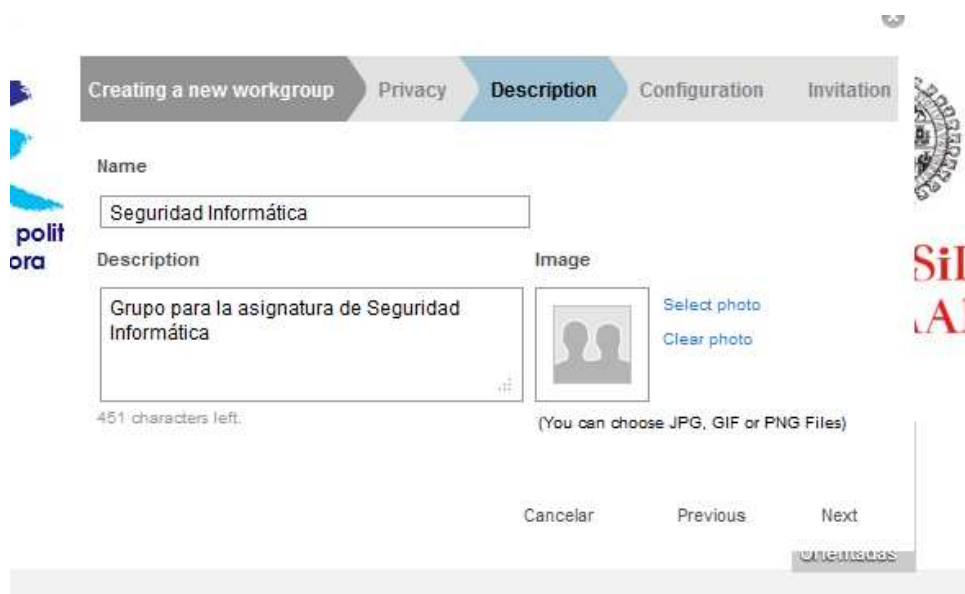 Creating a new workgroup Privacy Description Configuration Invitation
Name
Seguridad Informática
polit
ora
Description
Image
Grupo para la asignatura de Seguridad
Informática
Select photo
Clear photo
451 characters left.
(You can choose JPG, GIF or PNG Files)
Cancelar Previous Next
Orientadas